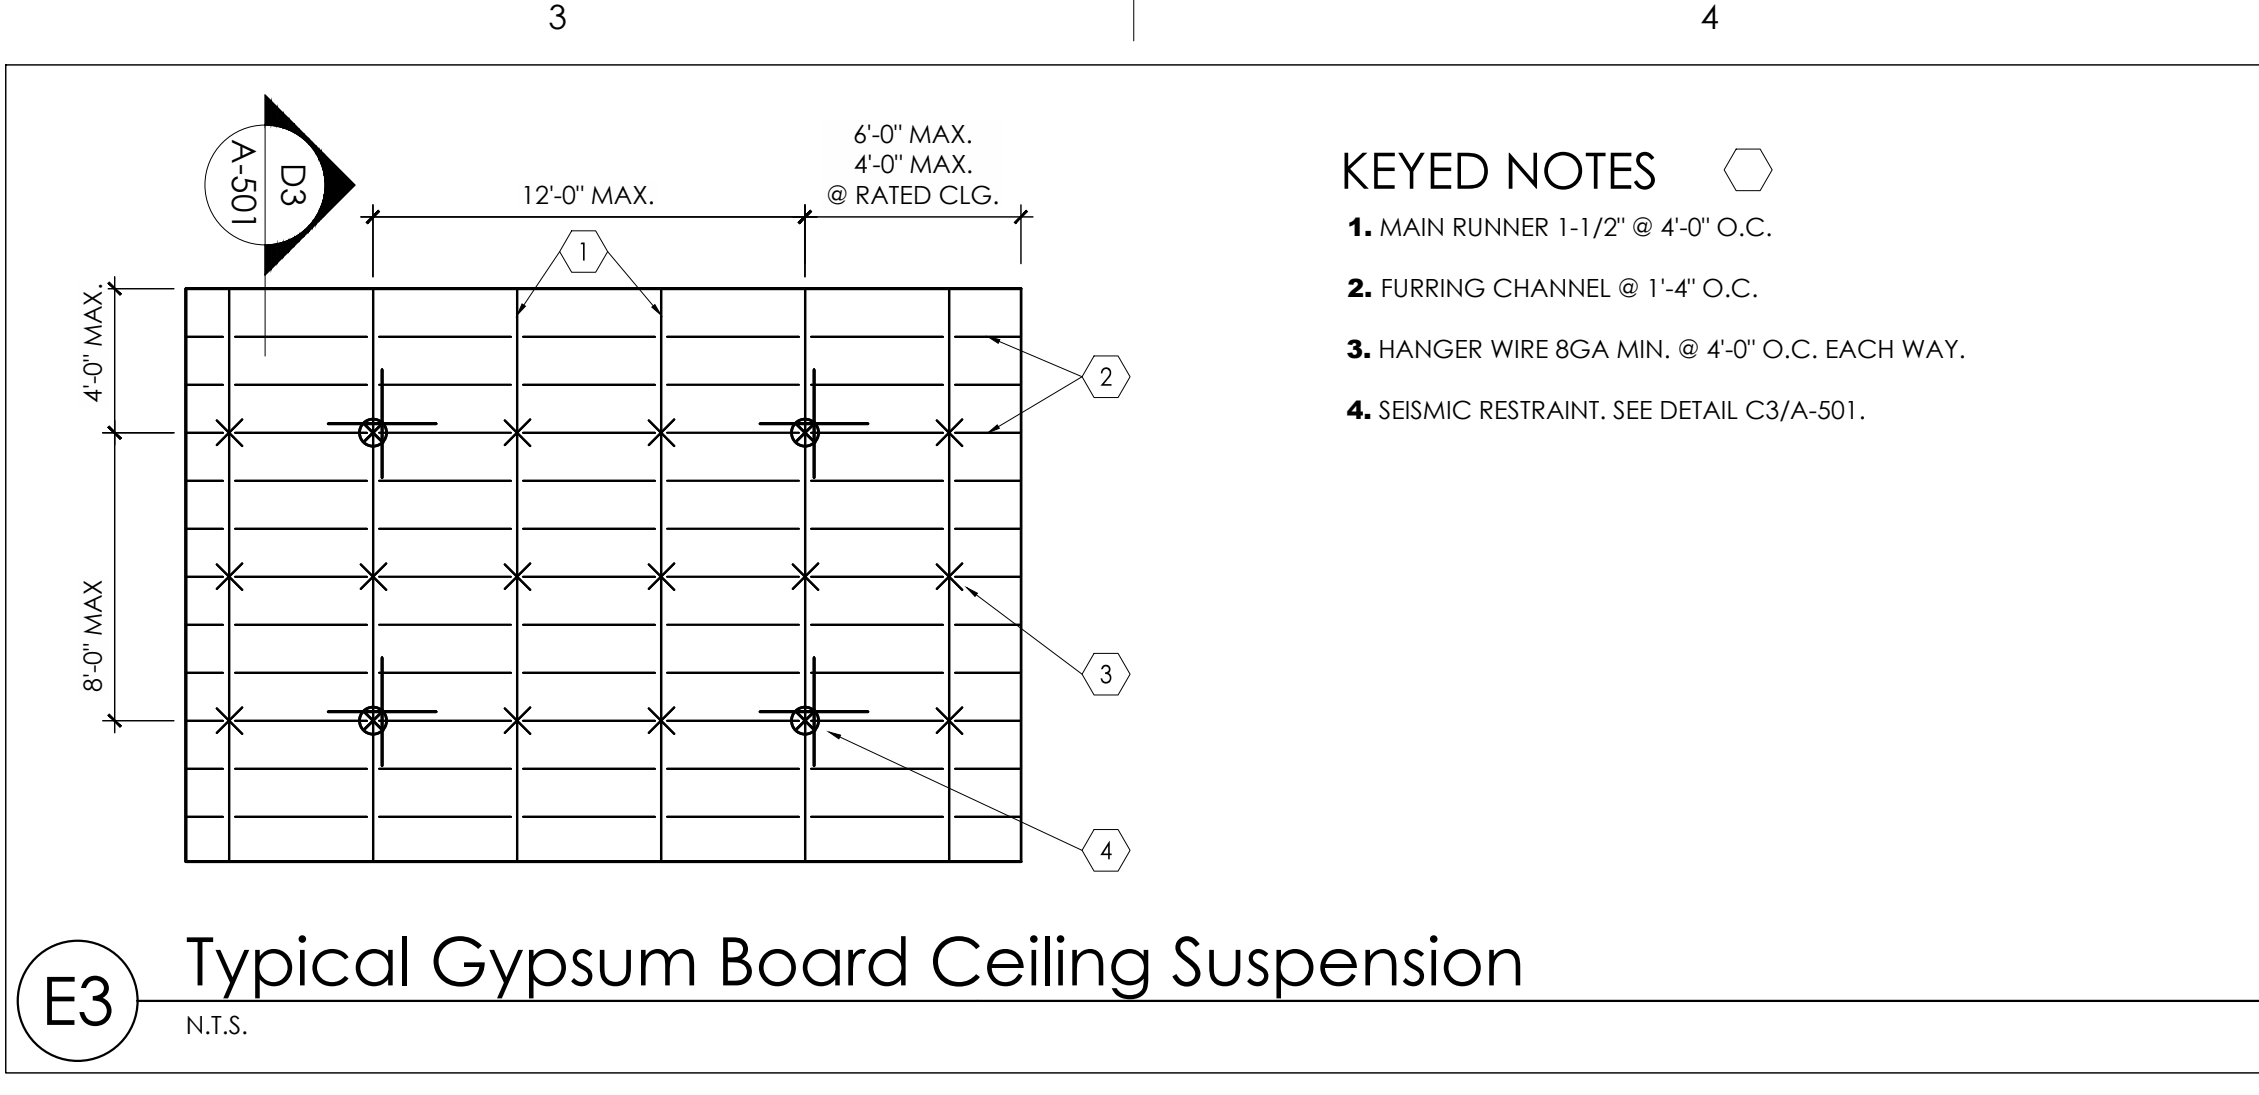 3
4
D3
A-501
6'-0" MAX.
4'-0" MAX.
@ RATED CLG.
12'-0" MAX.
1
4'-0" MAX.
2
8'-0" MAX
3
4
KEYED NOTES
1. MAIN RUNNER 1-1/2" @ 4'-0" O.C.
2. FURRING CHANNEL @ 1'-4" O.C.
3. HANGER WIRE 8GA MIN. @ 4'-0" O.C. EACH WAY.
4. SEISMIC RESTRAINT. SEE DETAIL C3/A-501.
E3
Typical Gypsum Board Ceiling Suspension
N.T.S.